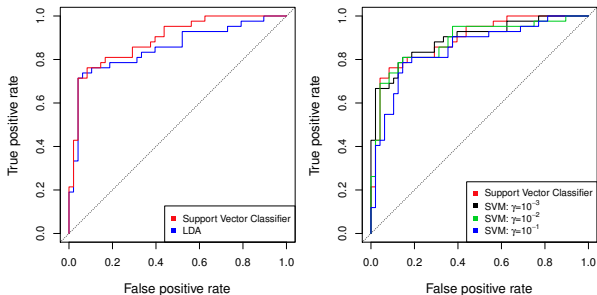 True positive rate
0.0 0.2 0.4 0.6 0.8 1.0
0.0 0.2 0.4 0.6 0.8 1.0
False positive rate
Support Vector Classifier
LDA
True positive rate
0.0 0.2 0.4 0.6 0.8 1.0
0.0 0.2 0.4 0.6 0.8 1.0
False positive rate
Support Vector Classifier
SVM: γ=10⁻³
SVM: γ=10⁻²
SVM: γ=10⁻¹